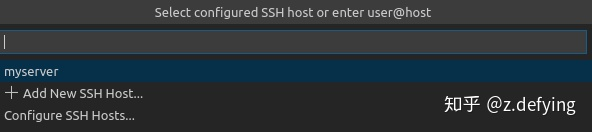 Select configured SSH host or enter user@host
myserver
+ Add New SSH Host...
Configure SSH Hosts...
知乎 @z.defying